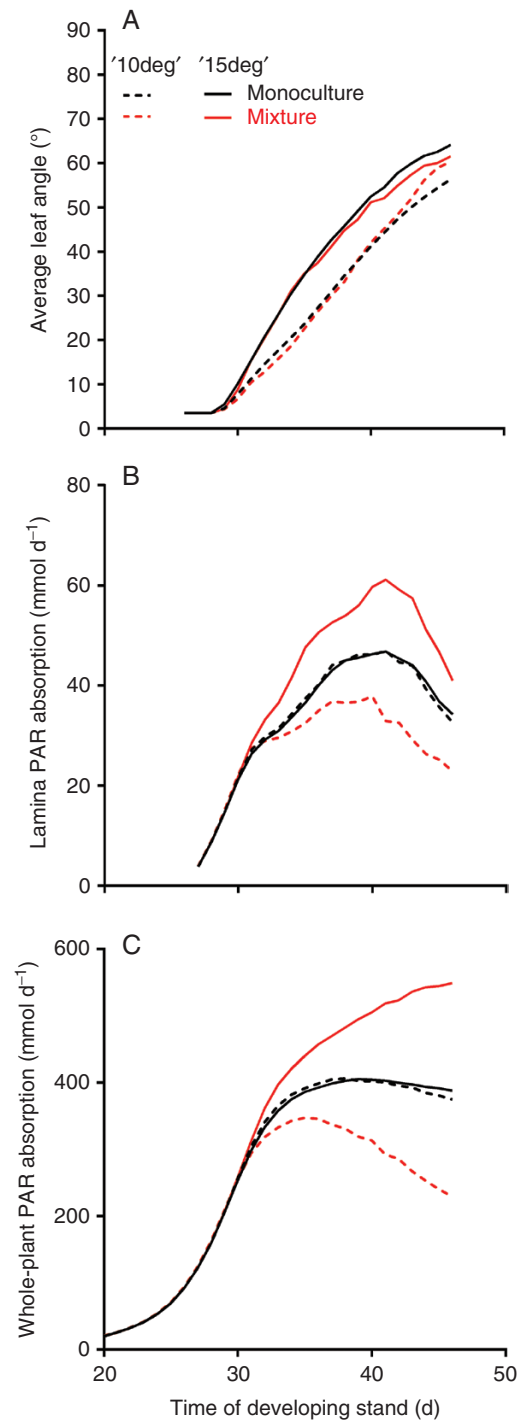 A
90
80
70
60
50
40
30
20
10
0
Average leaf angle (°)
′10deg′ ′15deg′
Monoculture
Mixture
B
80
60
40
20
0
Lamina PAR absorption (mmol d⁻¹)
C
600
400
200
0
Whole-plant PAR absorption (mmol d⁻¹)
20 30 40 50
Time of developing stand (d)